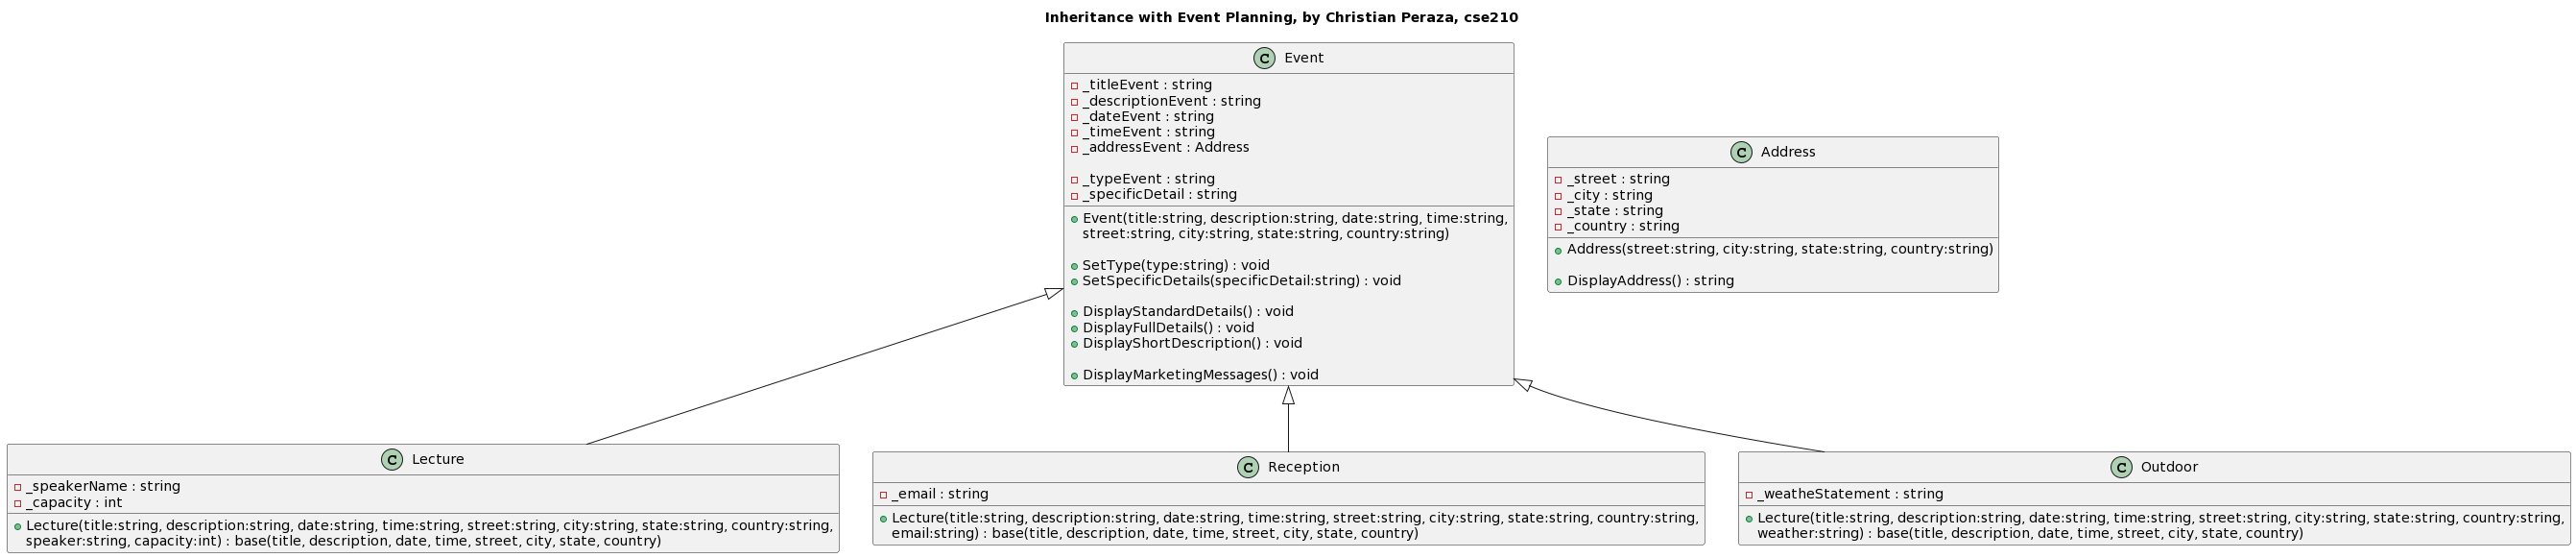 Inheritance with Event Planning, by Christian Peraza, cse210
C Event
_titleEvent : string
_descriptionEvent : string
_dateEvent : string
_timeEvent : string
_addressEvent : Address
_typeEvent : string
_specificDetail : string
Event(title:string, description:string, date:string, time:string,
street:string, city:string, state:string, country:string)
SetType(type:string) : void
SetSpecificDetails(specificDetail:string) : void
DisplayStandardDetails() : void
DisplayFullDetails() : void
DisplayShortDescription() : void
DisplayMarketingMessages() : void
C Address
_street : string
_city : string
_state : string
_country : string
Address(street:string, city:string, state:string, country:string)
DisplayAddress() : string
C Lecture
_speakerName : string
_capacity : int
Lecture(title:string, description:string, date:string, time:string, street:string, city:string, state:string, country:string,
speaker:string, capacity:int) : base(title, description, date, time, street, city, state, country)
C Reception
_email : string
Lecture(title:string, description:string, date:string, time:string, street:string, city:string, state:string, country:string,
email:string) : base(title, description, date, time, street, city, state, country)
C Outdoor
_weatheStatement : string
Lecture(title:string, description:string, date:string, time:string, street:string, city:string, state:string, country:string,
weather:string) : base(title, description, date, time, street, city, state, country)